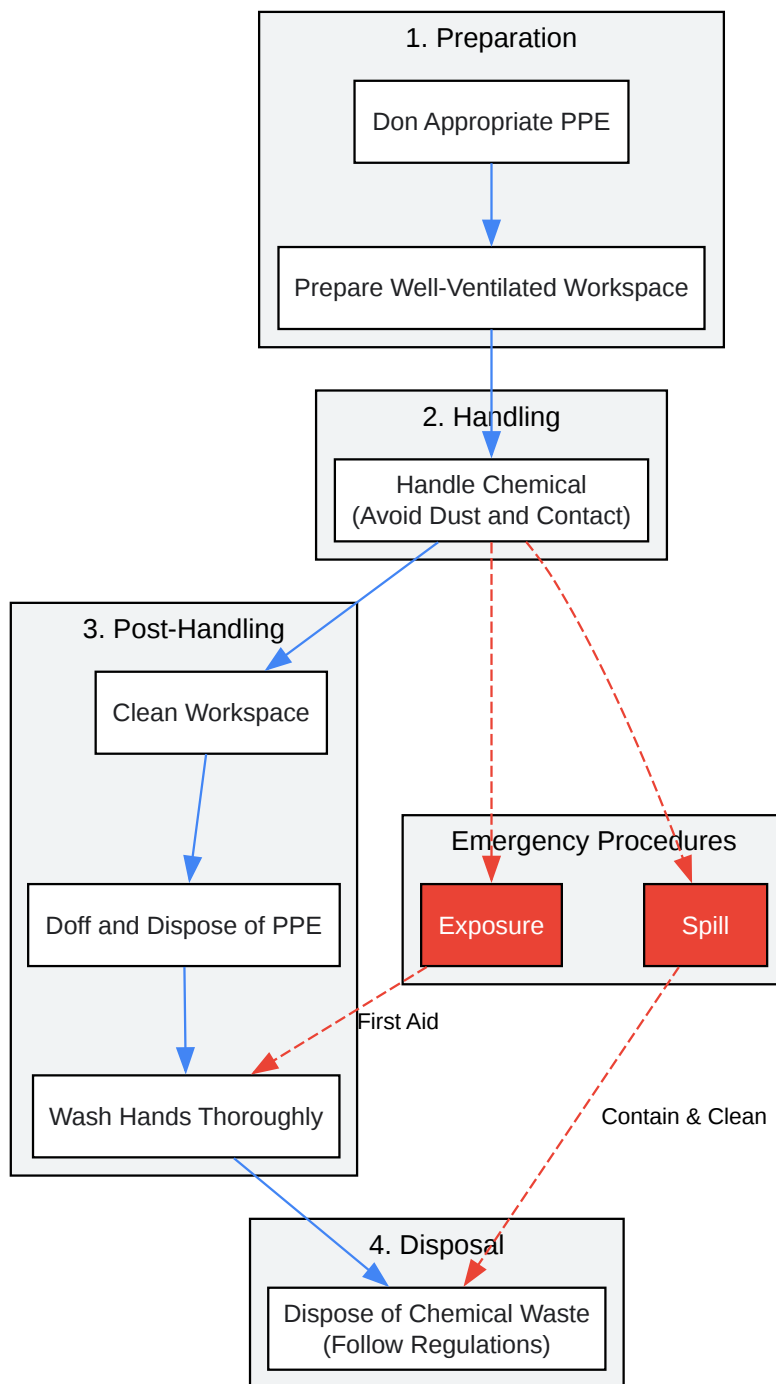 1. Preparation
Don Appropriate PPE
Prepare Well-Ventilated Workspace
2. Handling
Handle Chemical
(Avoid Dust and Contact)
3. Post-Handling
Clean Workspace
Emergency Procedures
Doff and Dispose of PPE
Exposure
Spill
First Aid
Wash Hands Thoroughly
Contain & Clean
4. Disposal
Dispose of Chemical Waste
(Follow Regulations)